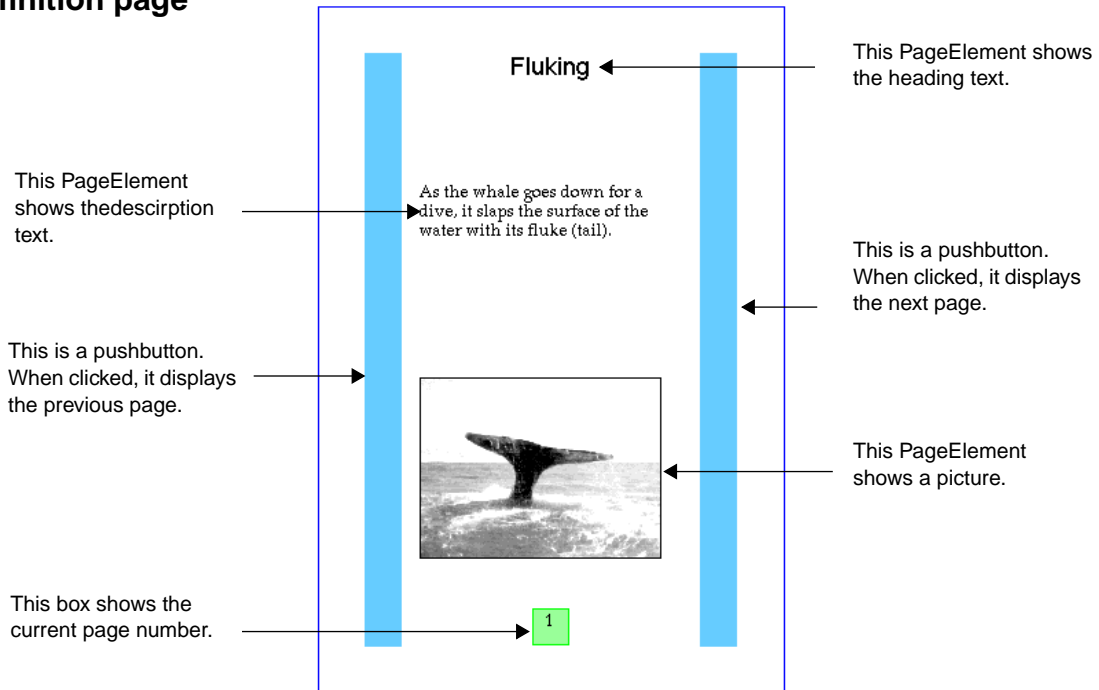 finition page
Fluking
This PageElement shows
the heading text.
This PageElement
shows thedescirption
text.
As the whale goes down for a
dive, it slaps the surface of the
water with its fluke (tail).
This is a pushbutton.
When clicked, it displays
the next page.
This is a pushbutton.
When clicked, it displays
the previous page.
This PageElement
shows a picture.
This box shows the
current page number.
1